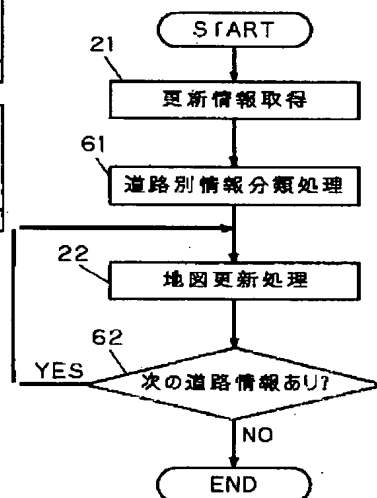 START
21
更新情報取得
61
道路別情報分類処理
22
地図更新処理
62
次の道路情報あり?
YES
NO
END